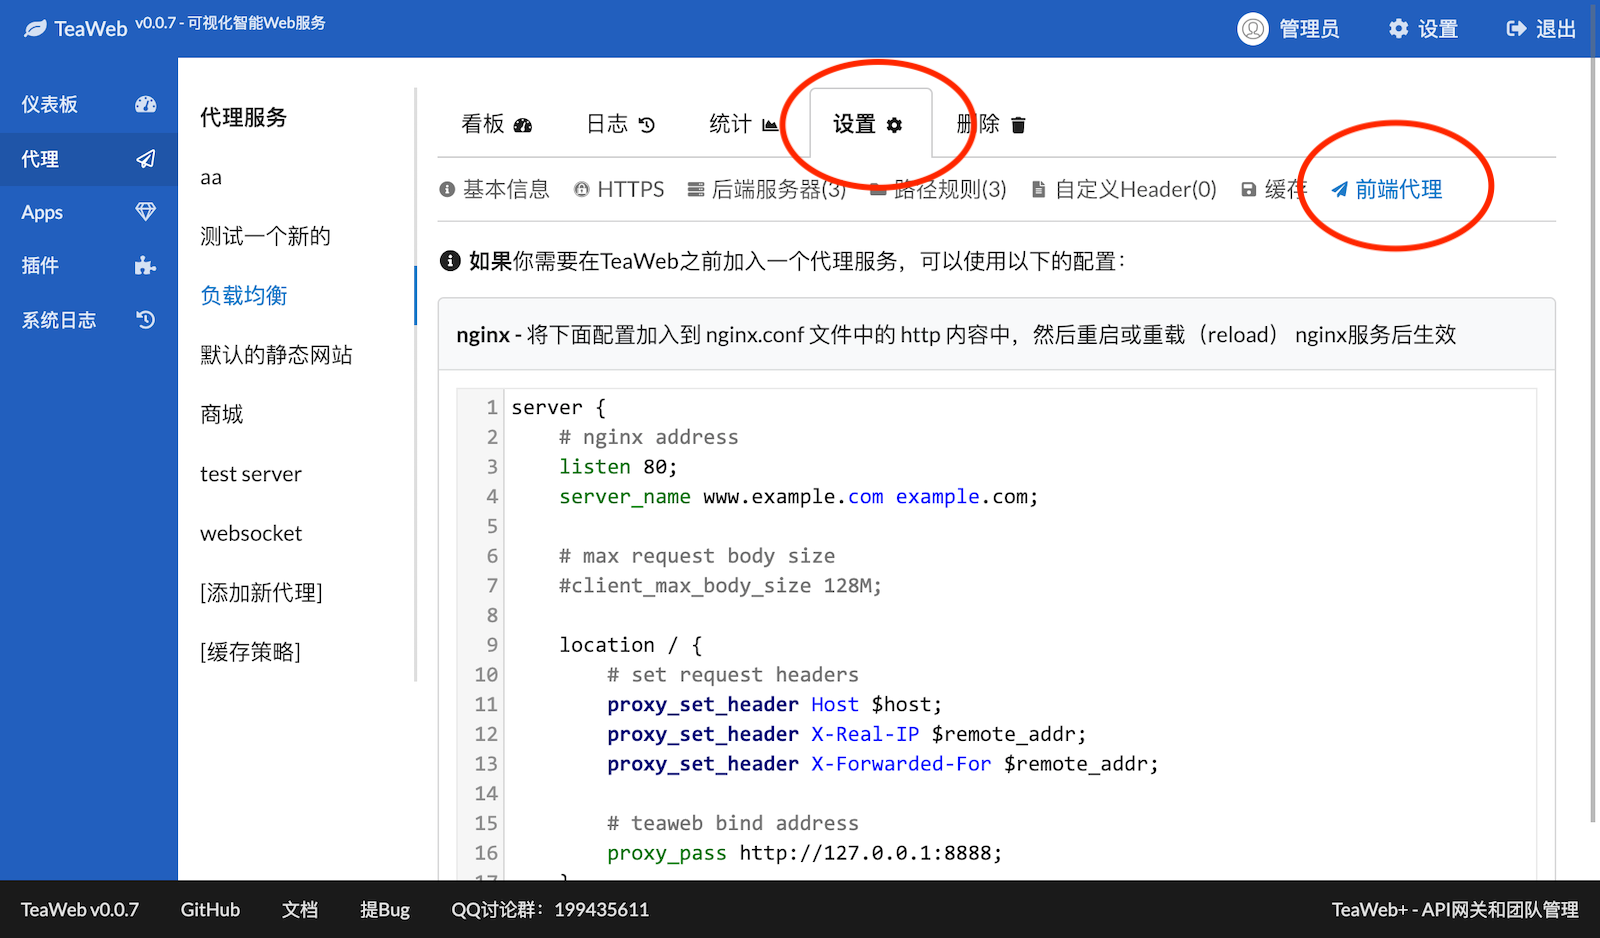 TeaWeb v0.0.7 - 可视化智能Web服务
管理员 设置 退出
仪表板
代理
Apps
插件
系统日志
代理服务
aa
测试一个新的
负载均衡
默认的静态网站
商城
test server
websocket
[添加新代理]
[缓存策略]
看板 日志 统计 设置 删除
基本信息 HTTPS 后端服务器(3) 路径规则(3) 自定义Header(0) 缓存 前端代理
如果你需要在TeaWeb之前加入一个代理服务，可以使用以下的配置：
nginx - 将下面配置加入到 nginx.conf 文件中的 http 内容中，然后重启或重载（reload） nginx服务后生效
1 server {
2 # nginx address
3 listen 80;
4 server_name www.example.com example.com;
5
6 # max request body size
7 #client_max_body_size 128M;
8
9 location / {
10 # set request headers
11 proxy_set_header Host $host;
12 proxy_set_header X-Real-IP $remote_addr;
13 proxy_set_header X-Forwarded-For $remote_addr;
14
15 # teaweb bind address
16 proxy_pass http://127.0.0.1:8888;
17 }
TeaWeb v0.0.7 GitHub 文档 提Bug QQ讨论群：199435611 TeaWeb+ - API网关和团队管理